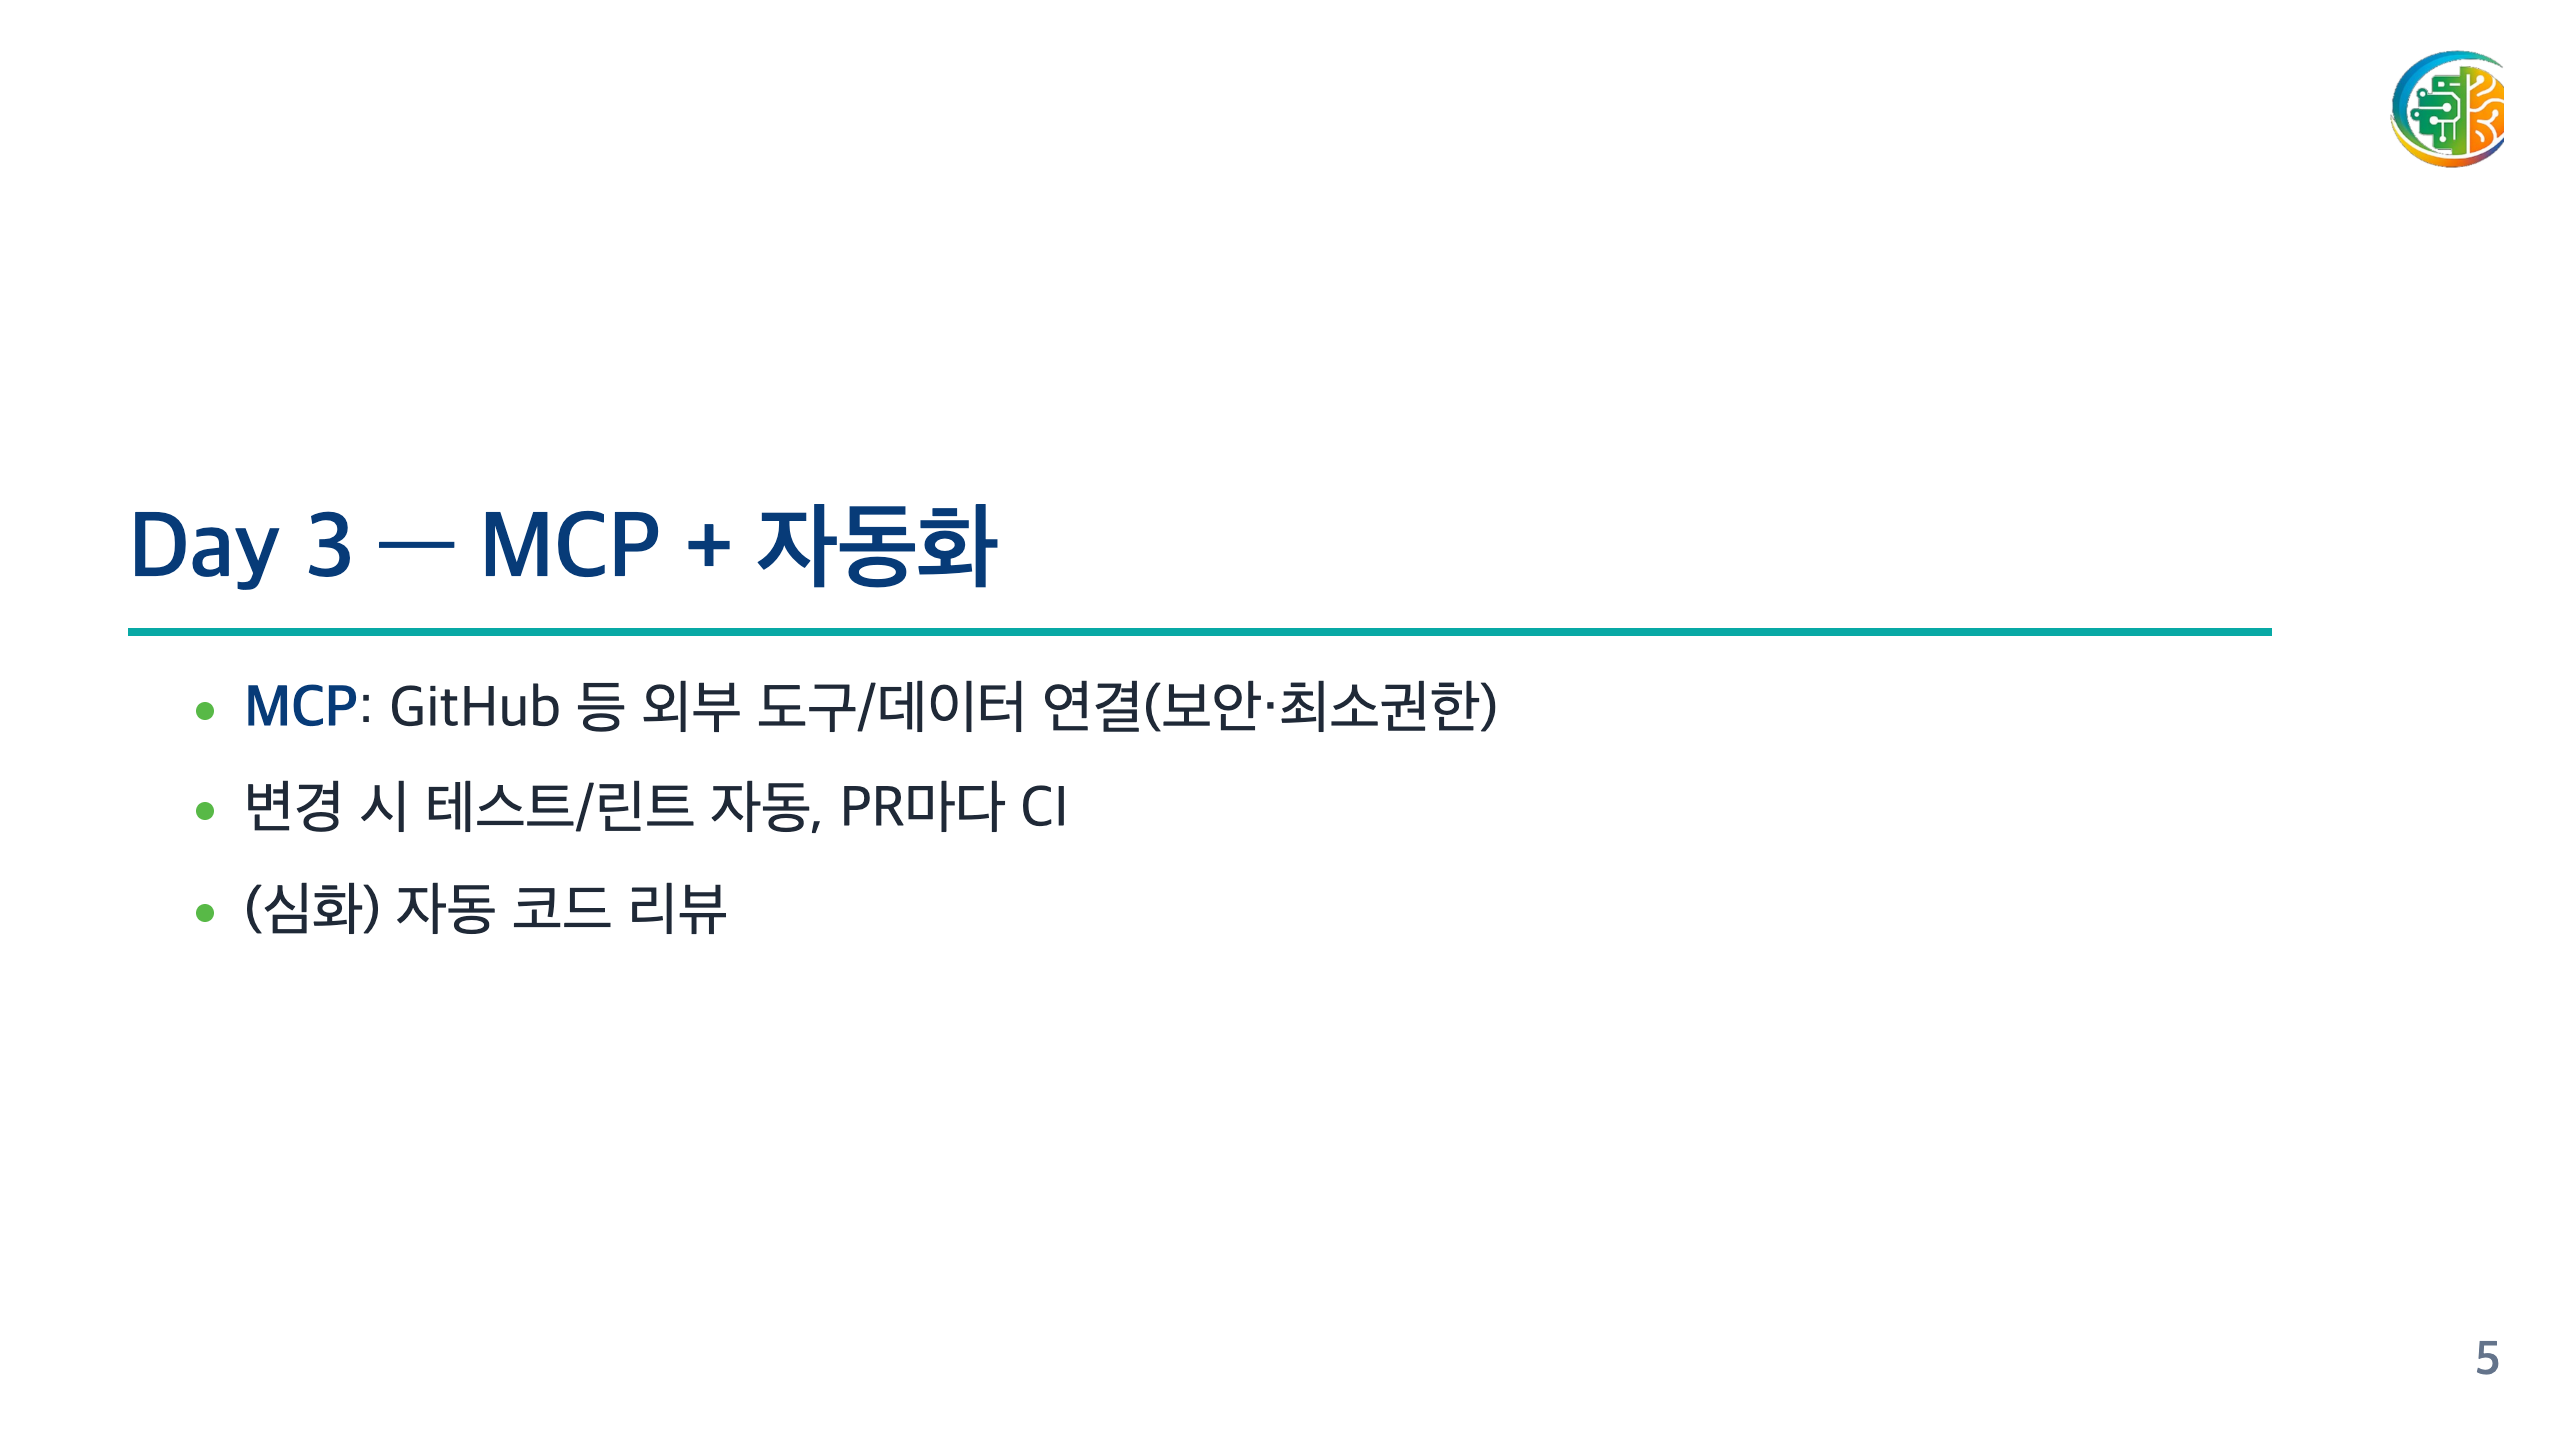 Day 3 — MCP + 자동화
MCP: GitHub 등 외부 도구/데이터 연결(보안·최소권한)
변경 시 테스트/린트 자동, PR마다 CI
(심화) 자동 코드 리뷰
5